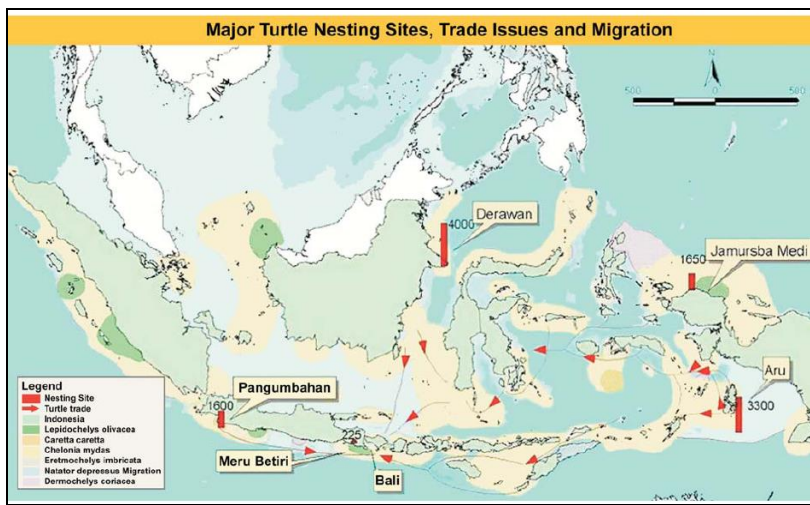 Major Turtle Nesting Sites, Trade Issues and Migration
N
500 0 500
4000
Derawan
1650
Jamursba Medi
Aru
3300
Legend
Nesting Site
Turtle trade
Indonesia
Lepidochelys olivacea
Caretta caretta
Chelonia mydas
Eretmochelys imbricata
Natator depressus Migration
Dermochelys coriacea
1600
Pangumbahan
225
Meru Betiri
Bali